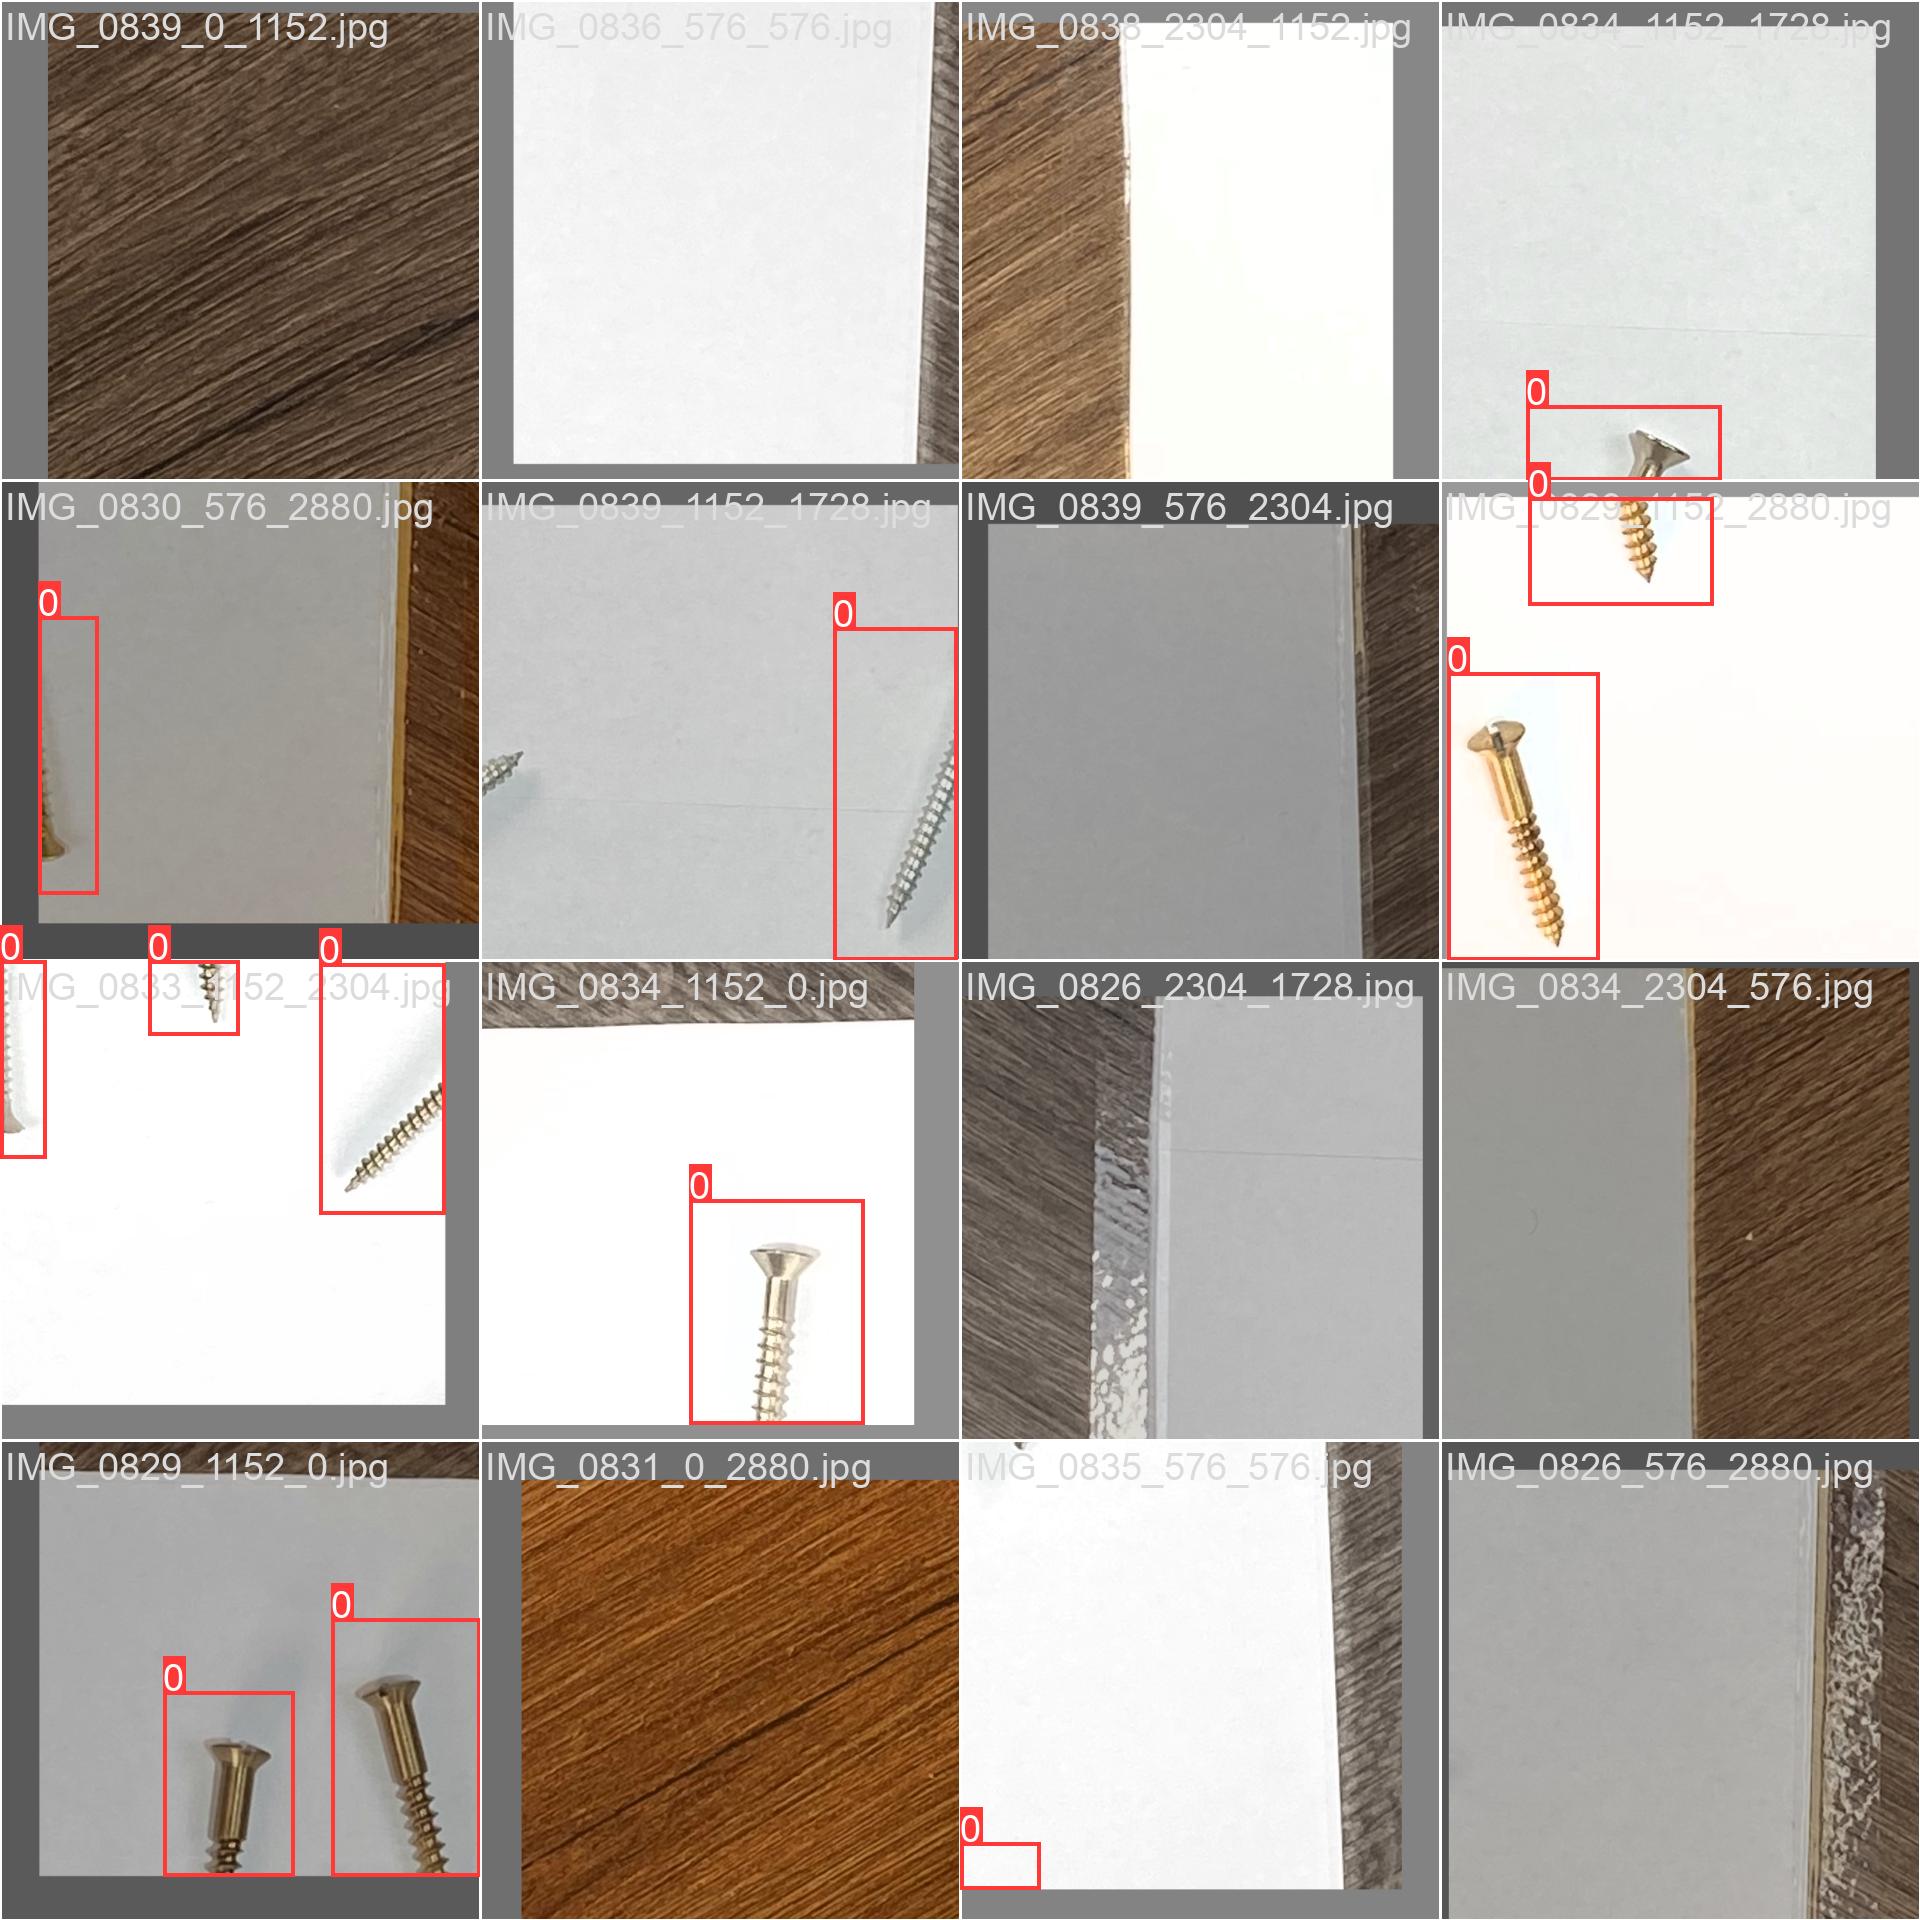 IMG_0839_0_1152.jpg
IMG_0836_576_576.jpg
IMG_0838_2304_1152.jpg
IMG_0834_1152_1728.jpg
0
IMG_0830_576_2880.jpg
0
IMG_0839_1152_1728.jpg
0
IMG_0839_576_2304.jpg
IMG_0829_1152_2880.jpg
0
0
IMG_0833_1152_2304.jpg
0
0
0
IMG_0834_1152_0.jpg
0
IMG_0826_2304_1728.jpg
IMG_0834_2304_576.jpg
IMG_0829_1152_0.jpg
0
0
IMG_0831_0_2880.jpg
IMG_0835_576_576.jpg
0
IMG_0826_576_2880.jpg